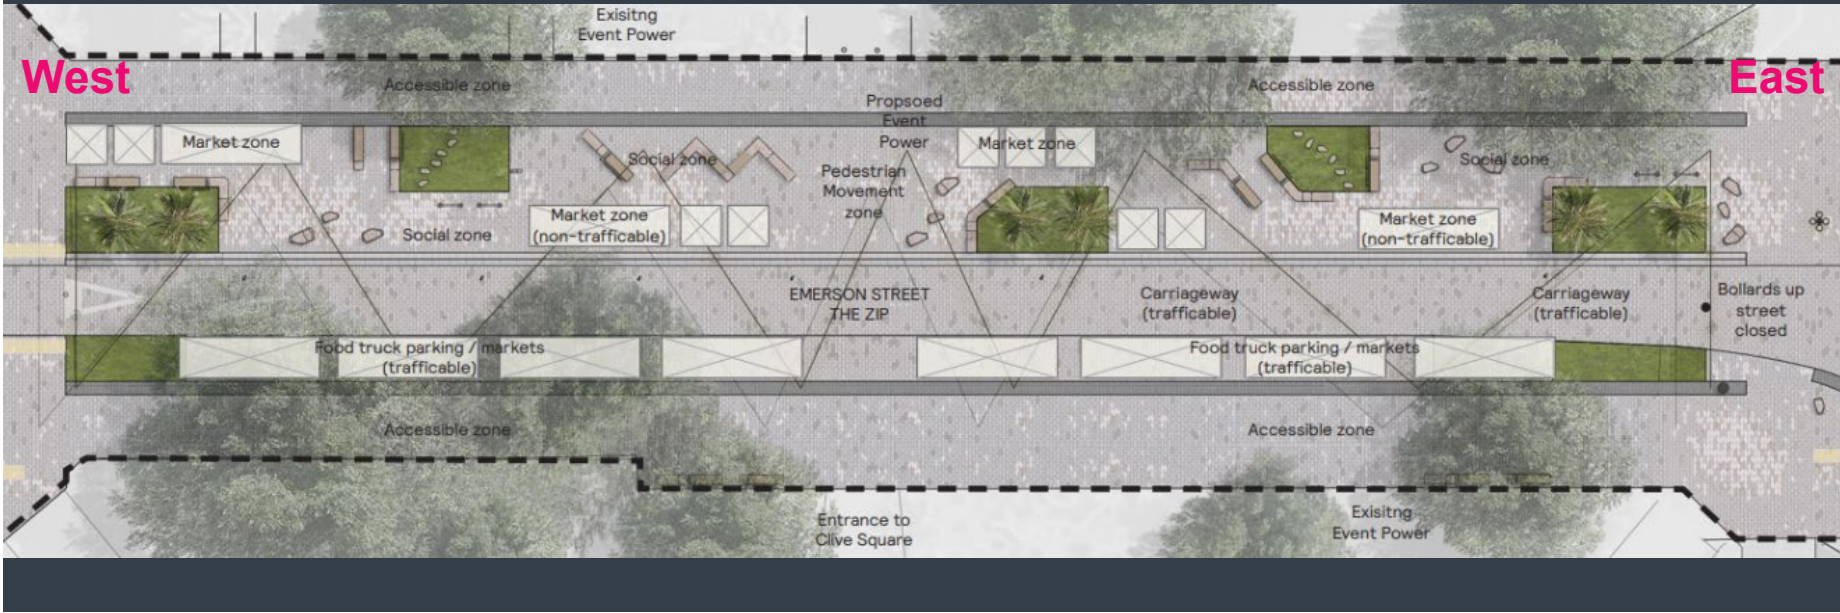 Exisitng
Event Power
West
East
Accessible zone
Accessible zone
Propsoed
Event
Power
Market zone
Market zone
Social zone
Social zone
Pedestrian
Movement
zone
Market zone
(non-trafficable)
Market zone
(non-trafficable)
Social zone
EMERSON STREET
THE ZIP
Carriageway
(trafficable)
Carriageway
(trafficable)
Bollards up
street
closed
Food truck parking / markets
(trafficable)
Food truck parking / markets
(trafficable)
Accessible zone
Accessible zone
Entrance to
Clive Square
Exisitng
Event Power